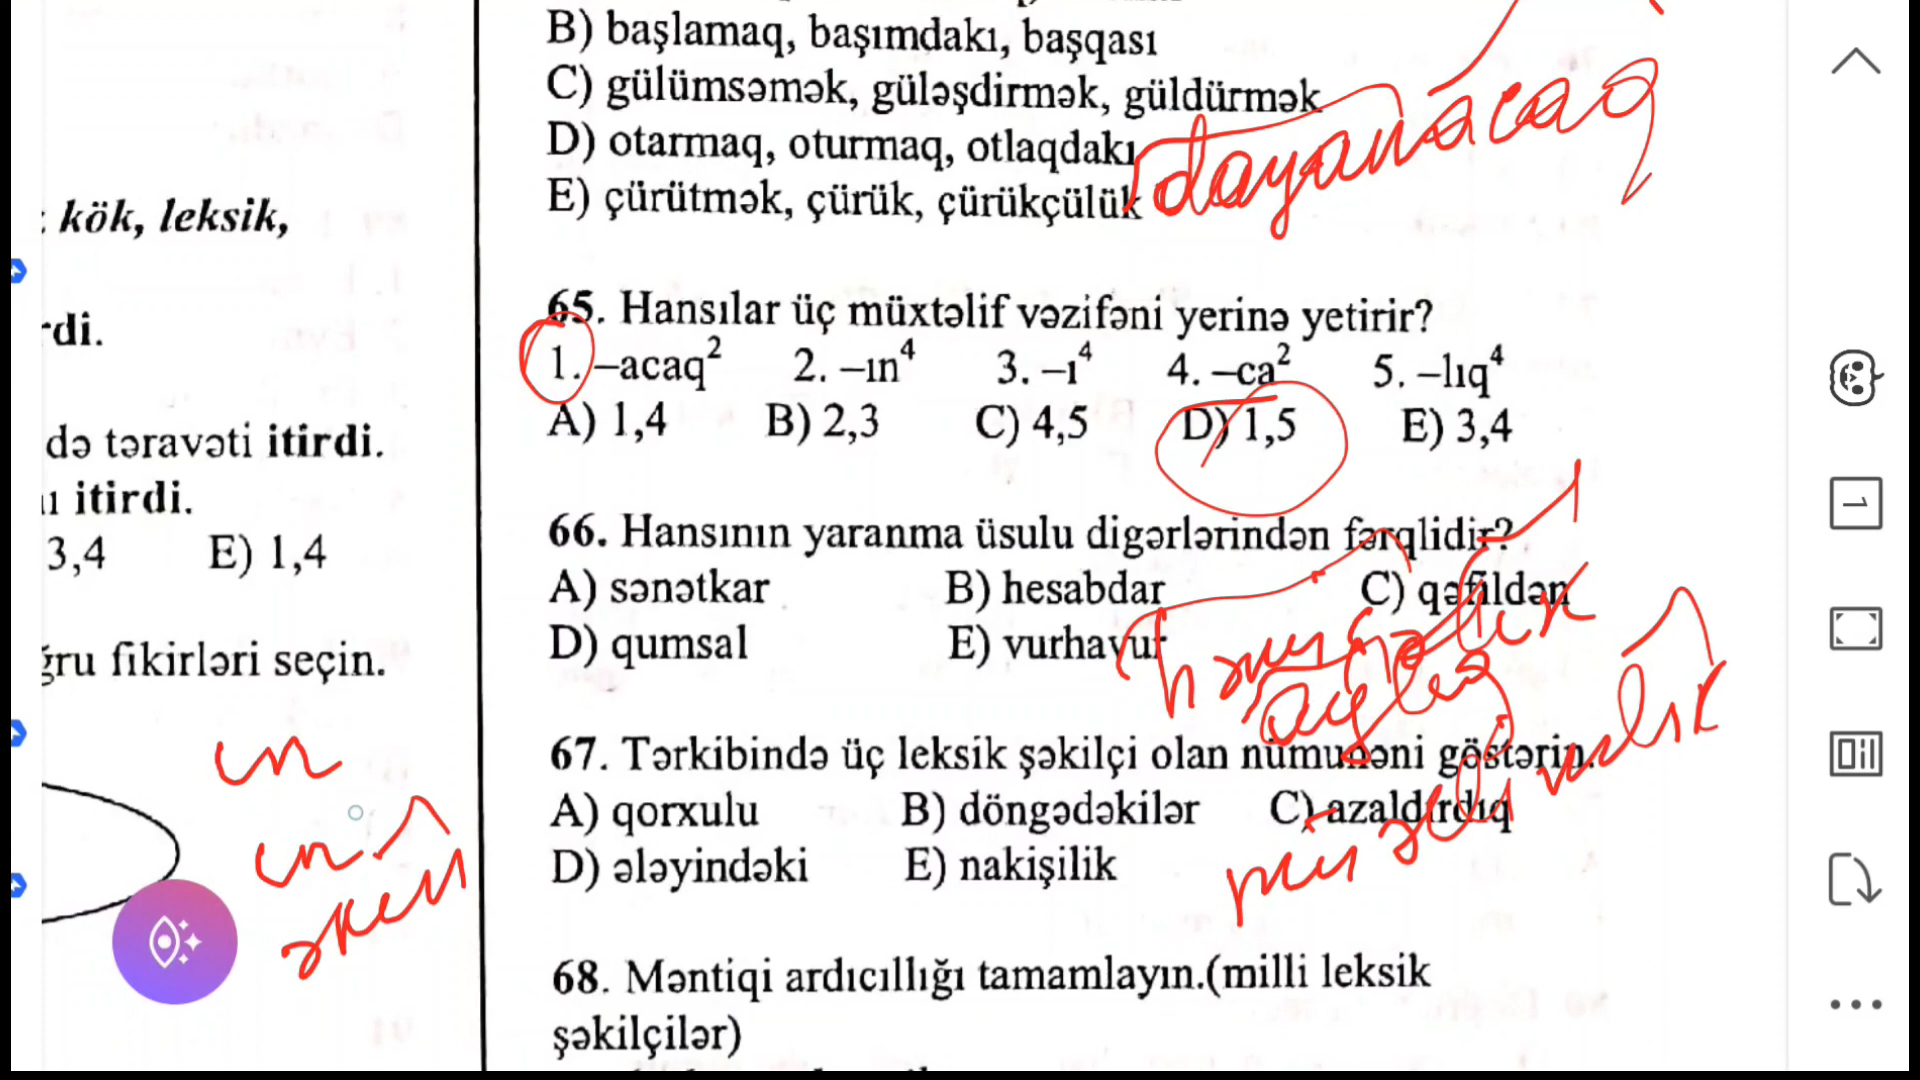 kök, leksik,
rdi.
də təravəti itirdi.
itirdi.
3,4 E) 1,4
ğru fikirləri seçin.
in
in
əkin
B) başlamaq, başımdakı, başqası
C) gülümsəmək, güləşdirmək, güldürmək
D) otarmaq, oturmaq, otlaqdakı
E) çürütmək, çürük, çürükçülük
dayanacaq
65. Hansılar üç müxtəlif vəzifəni yerinə yetirir?
1. –acaq² 2. –ın⁴ 3. –ı⁴ 4. –ca² 5. –lıq⁴
A) 1,4 B) 2,3 C) 4,5 D) 1,5 E) 3,4
66. Hansının yaranma üsulu digərlərindən fərqlidir?
A) sənətkar B) hesabdar C) qəfildən
D) qumsal E) vurhavur
67. Tərkibində üç leksik şəkilçi olan nümunəni göstərin.
A) qorxulu B) döngədəkilər C) azaldırdıq
D) ələyindəki E) nakişilik
68. Məntiqi ardıcıllığı tamamlayın.(milli leksik
şəkilçilər)